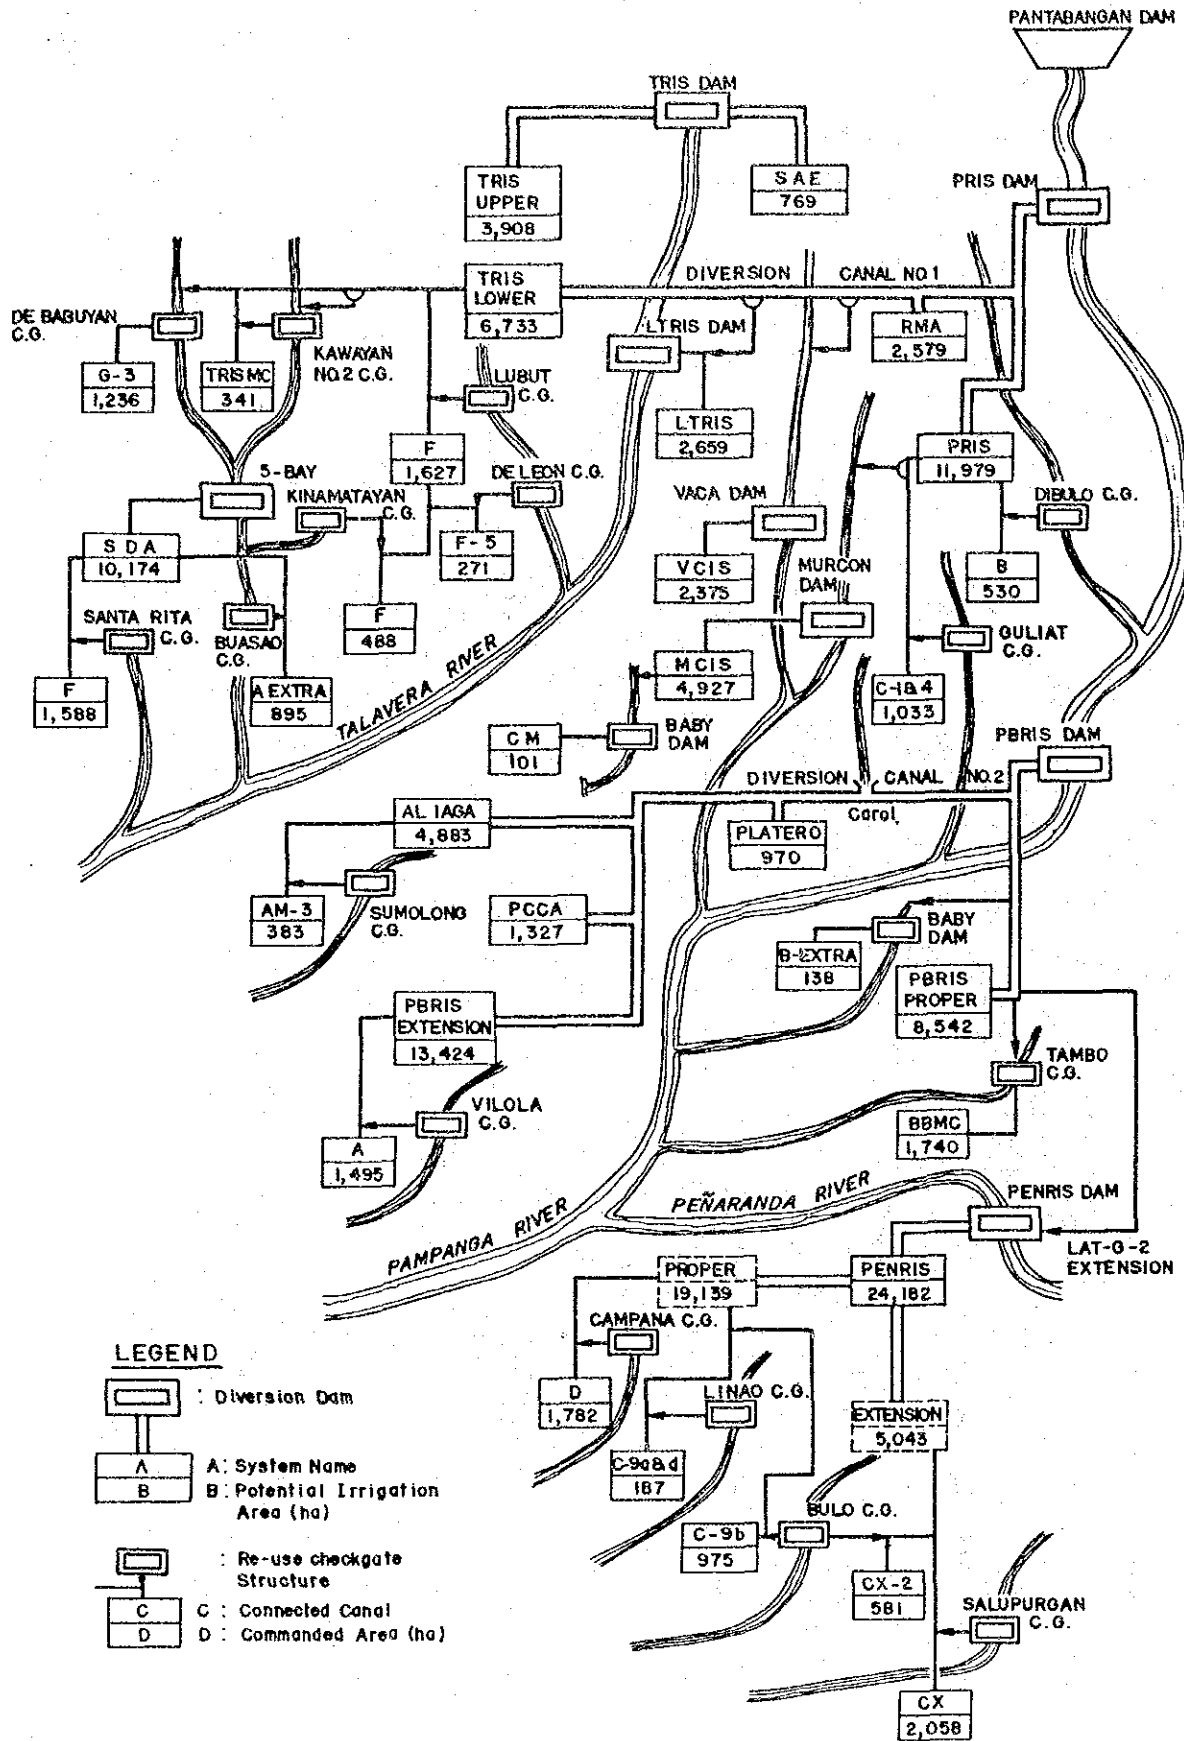 PANTABANGAN DAM
TRIS DAM
TRIS
UPPER
3,908
SAE
769
PRIS DAM
DIVERSION CANAL NO.1
TRIS
LOWER
6,733
LTRIS DAM
RMA
2,579
DE BABUYAN
C.G.
KAWAYAN
NO.2 C.G.
G-3
1,236
TRISMC
341
LUBUT
C.G.
LTRIS
2,659
F
1,627
PRIS
11,979
5-BAY
KINAMATAYAN
C.G.
DE LEON C.G.
VACA DAM
DIBULO C.G.
SDA
10,174
F-5
271
VCIS
2,375
MURCON
DAM
B
530
SANTA RITA
C.G.
BUASAO
C.G.
F
488
GULIAT
C.G.
F
1,588
A EXTRA
895
TALAVERA RIVER
MCIS
4,927
C-1&4
1,033
CM
101
BABY
DAM
PBRIS DAM
DIVERSION CANAL NO.2
Carol.
ALIAGA
4,883
PLATERO
970
AM-3
383
SUMOLONG
C.G.
PCCA
1,327
BABY
DAM
B-EXTRA
138
PBRIS
PROPER
8,542
PBRIS
EXTENSION
13,424
TAMBO
C.G.
VILOLA
C.G.
BBMC
1,740
A
1,495
PEÑARANDA RIVER
PENRIS DAM
PAMPANGA RIVER
LAT-G-2
EXTENSION
PROPER
19,139
PENRIS
24,182
CAMPANA C.G.
LEGEND
: Diversion Dam
A
B
A: System Name
B: Potential Irrigation
Area (ha)
: Re-use checkgate
Structure
C
D
C : Connected Canal
D : Commanded Area (ha)
D
1,782
LINAO C.G.
EXTENSION
5,043
C-9a&d
187
BULO C.G.
C-9b
975
CX-2
581
SALUPURGAN
C.G.
CX
2,058